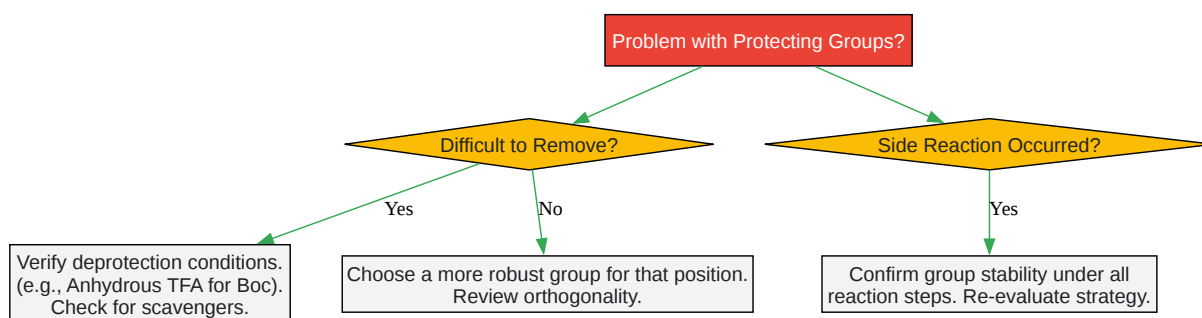 Problem with Protecting Groups?
Difficult to Remove?
Side Reaction Occurred?
Yes
No
Yes
Verify deprotection conditions.
(e.g., Anhydrous TFA for Boc).
Check for scavengers.
Choose a more robust group for that position.
Review orthogonality.
Confirm group stability under all
reaction steps. Re-evaluate strategy.